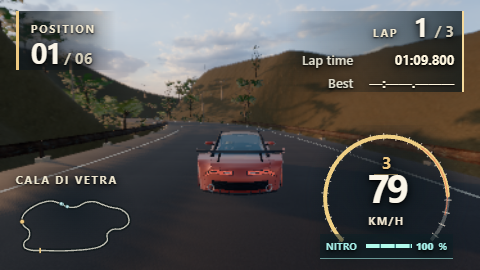 POSITION
01 / 06
LAP 1 / 3
Lap time 01:09.800
Best --:--.---
CALA DI VETRA
3
79
KM/H
NITRO 100 %